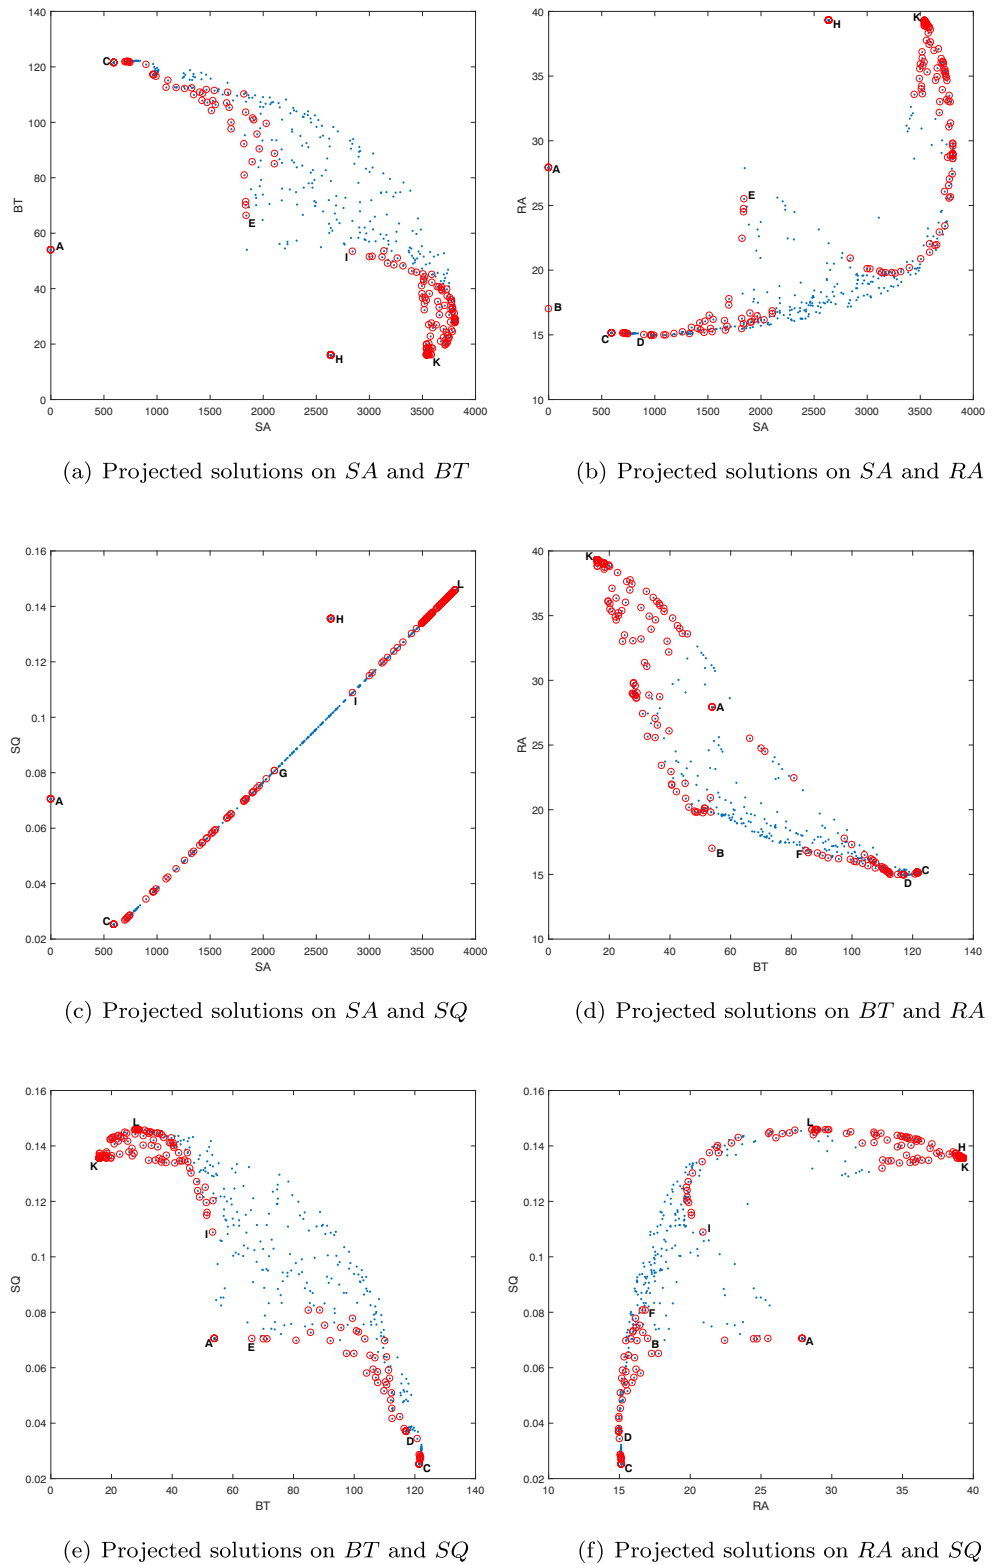 140
120
100
80
60
40
20
0
BT
0 500 1000 1500 2000 2500 3000 3500 4000
SA
C
A
E
I
H
K
(a) Projected solutions on SA and BT
40
35
30
25
20
15
10
RA
0 500 1000 1500 2000 2500 3000 3500 4000
SA
K
H
A
E
B
C
D
(b) Projected solutions on SA and RA
0.16
0.14
0.12
0.1
0.08
0.06
0.04
0.02
SQ
0 500 1000 1500 2000 2500 3000 3500 4000
SA
L
H
I
G
A
C
(c) Projected solutions on SA and SQ
40
35
30
25
20
15
10
RA
0 20 40 60 80 100 120 140
BT
K
A
B
F
C
D
(d) Projected solutions on BT and RA
0.16
0.14
0.12
0.1
0.08
0.06
0.04
0.02
SQ
0 20 40 60 80 100 120 140
BT
L
K
I
A
E
D
C
(e) Projected solutions on BT and SQ
0.16
0.14
0.12
0.1
0.08
0.06
0.04
0.02
SQ
10 15 20 25 30 35 40
RA
L
H
K
I
F
B
A
D
C
(f) Projected solutions on RA and SQ